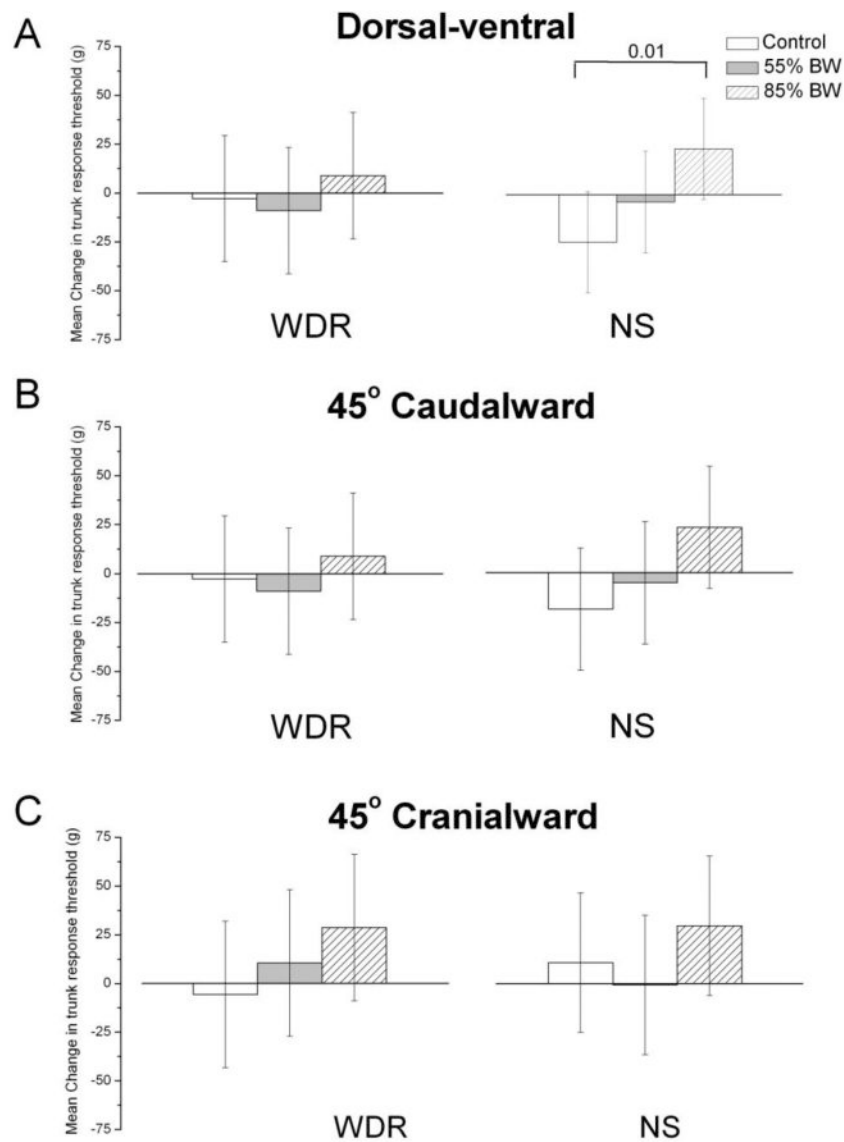 A
Dorsal-ventral
Control
55% BW
85% BW
0.01
Mean Change in trunk response threshold (g)
75
50
25
0
-25
-50
-75
WDR
NS
B
45° Caudalward
Mean Change in trunk response threshold (g)
75
50
25
0
-25
-50
-75
WDR
NS
C
45° Cranialward
Mean Change in trunk response threshold (g)
75
50
25
0
-25
-50
-75
WDR
NS